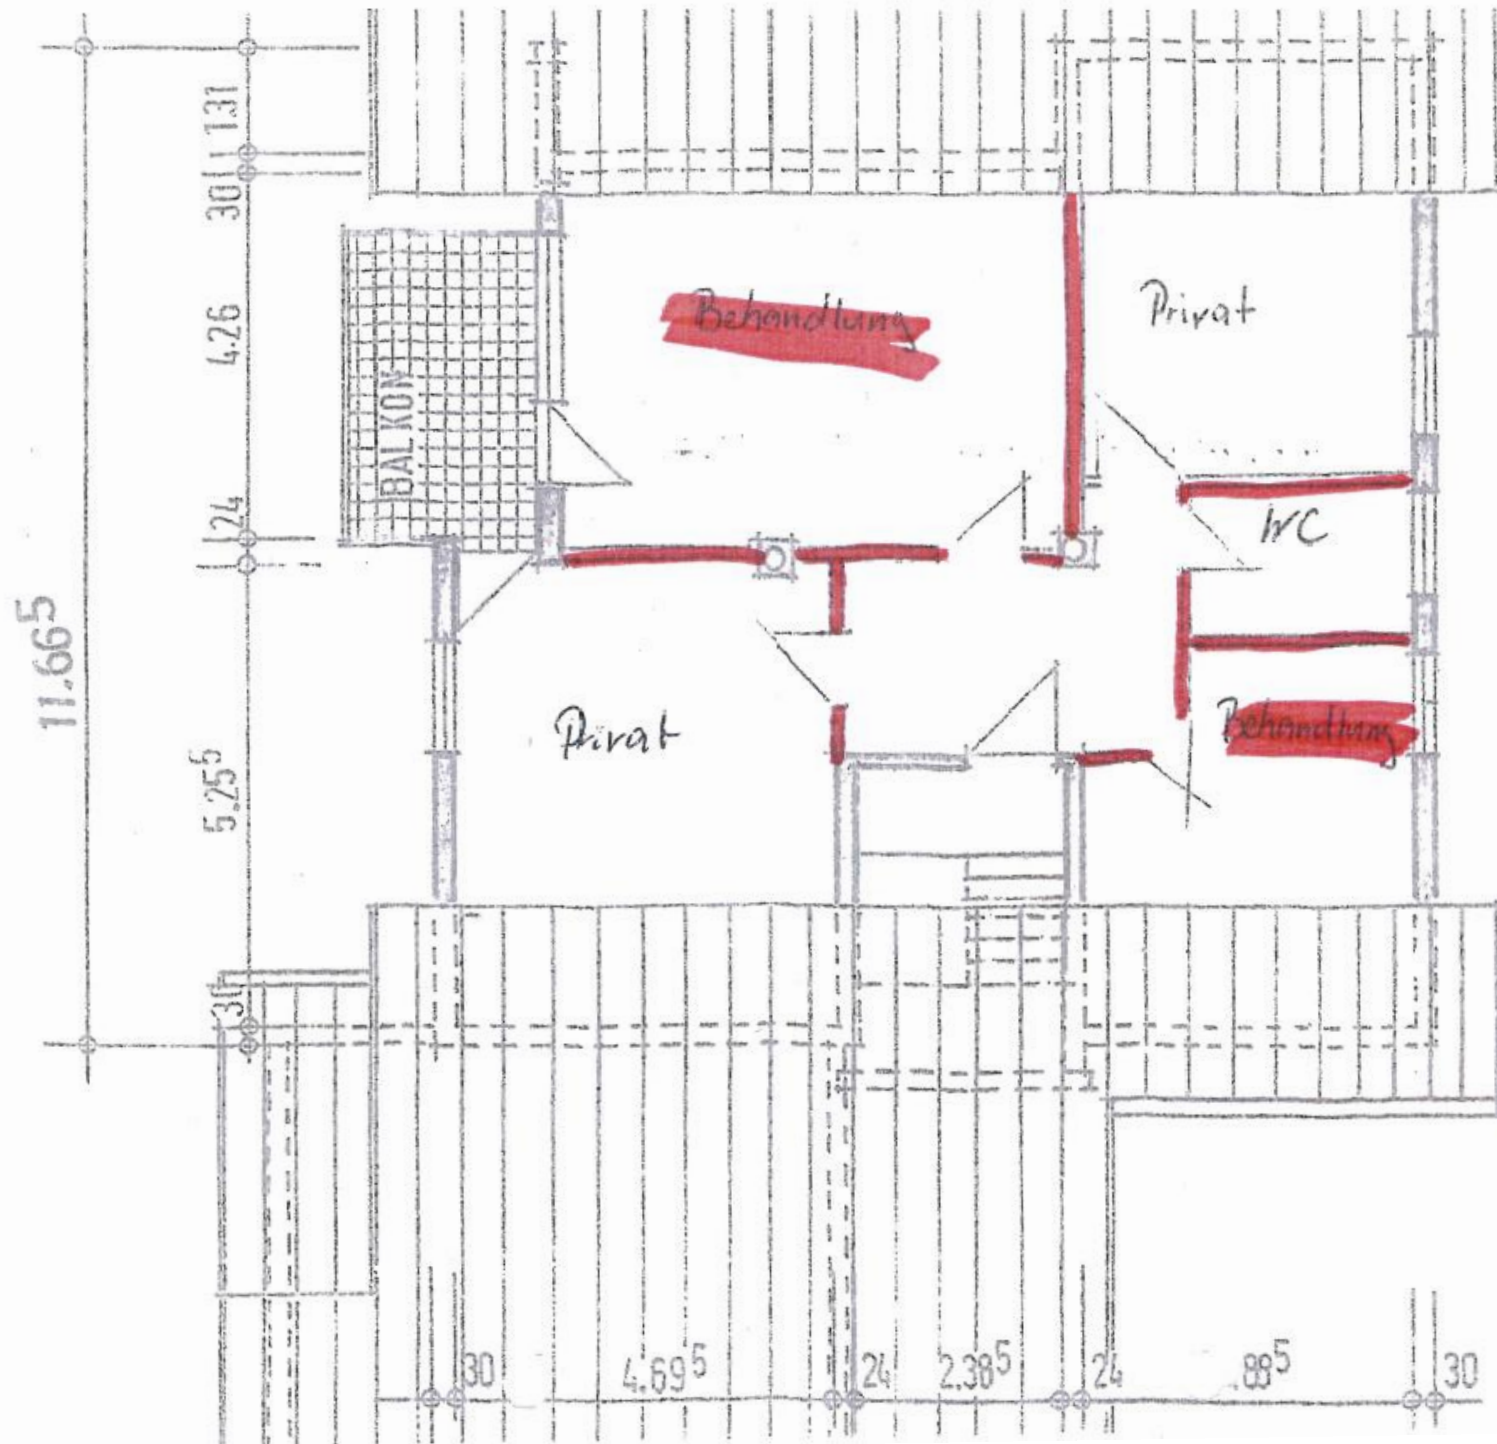 1.31
30
4.26
24
11.66⁵
5.25⁵
30
BALKON
Behandlung
Privat
WC
Privat
Behandlung
30
4.69⁵
24
2.38⁵
24
.88⁵
30